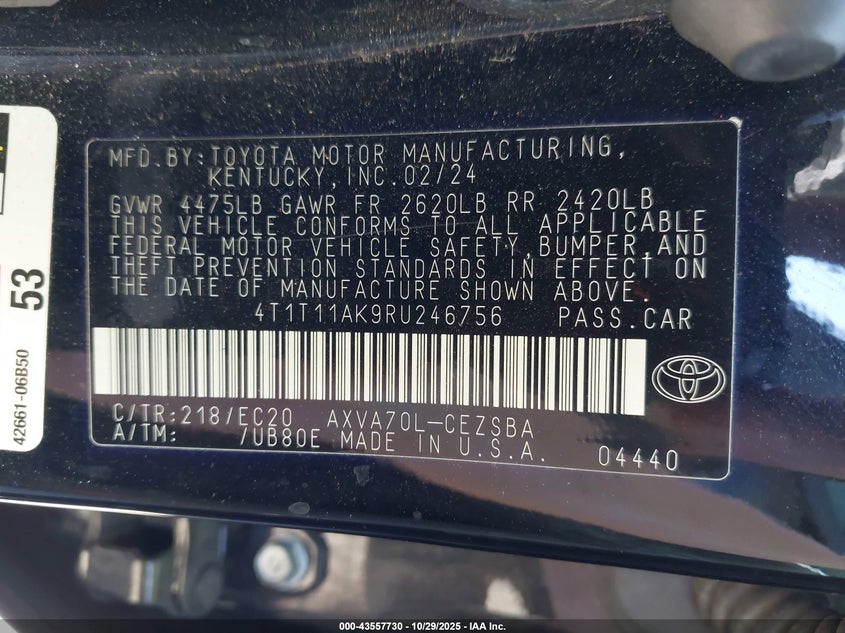 MFD.BY:TOYOTA MOTOR MANUFACTURING,
KENTUCKY,INC.02/24
GVWR 4475LB GAWR FR 2620LB RR 2420LB
THIS VEHICLE CONFORMS TO ALL APPLICABLE
FEDERAL MOTOR VEHICLE SAFETY,BUMPER,AND
THEFT PREVENTION STANDARDS IN EFFECT ON
THE DATE OF MANUFACTURE SHOWN ABOVE.
4T1T11AK9RU246756 PASS.CAR
C/TR:218/EC20 AXVA70L-CEZSBA
A/TM: /UB80E MADE IN U.S.A. 04440
53
42661-06B50
000-43557730 - 10/29/2025 - IAA Inc.